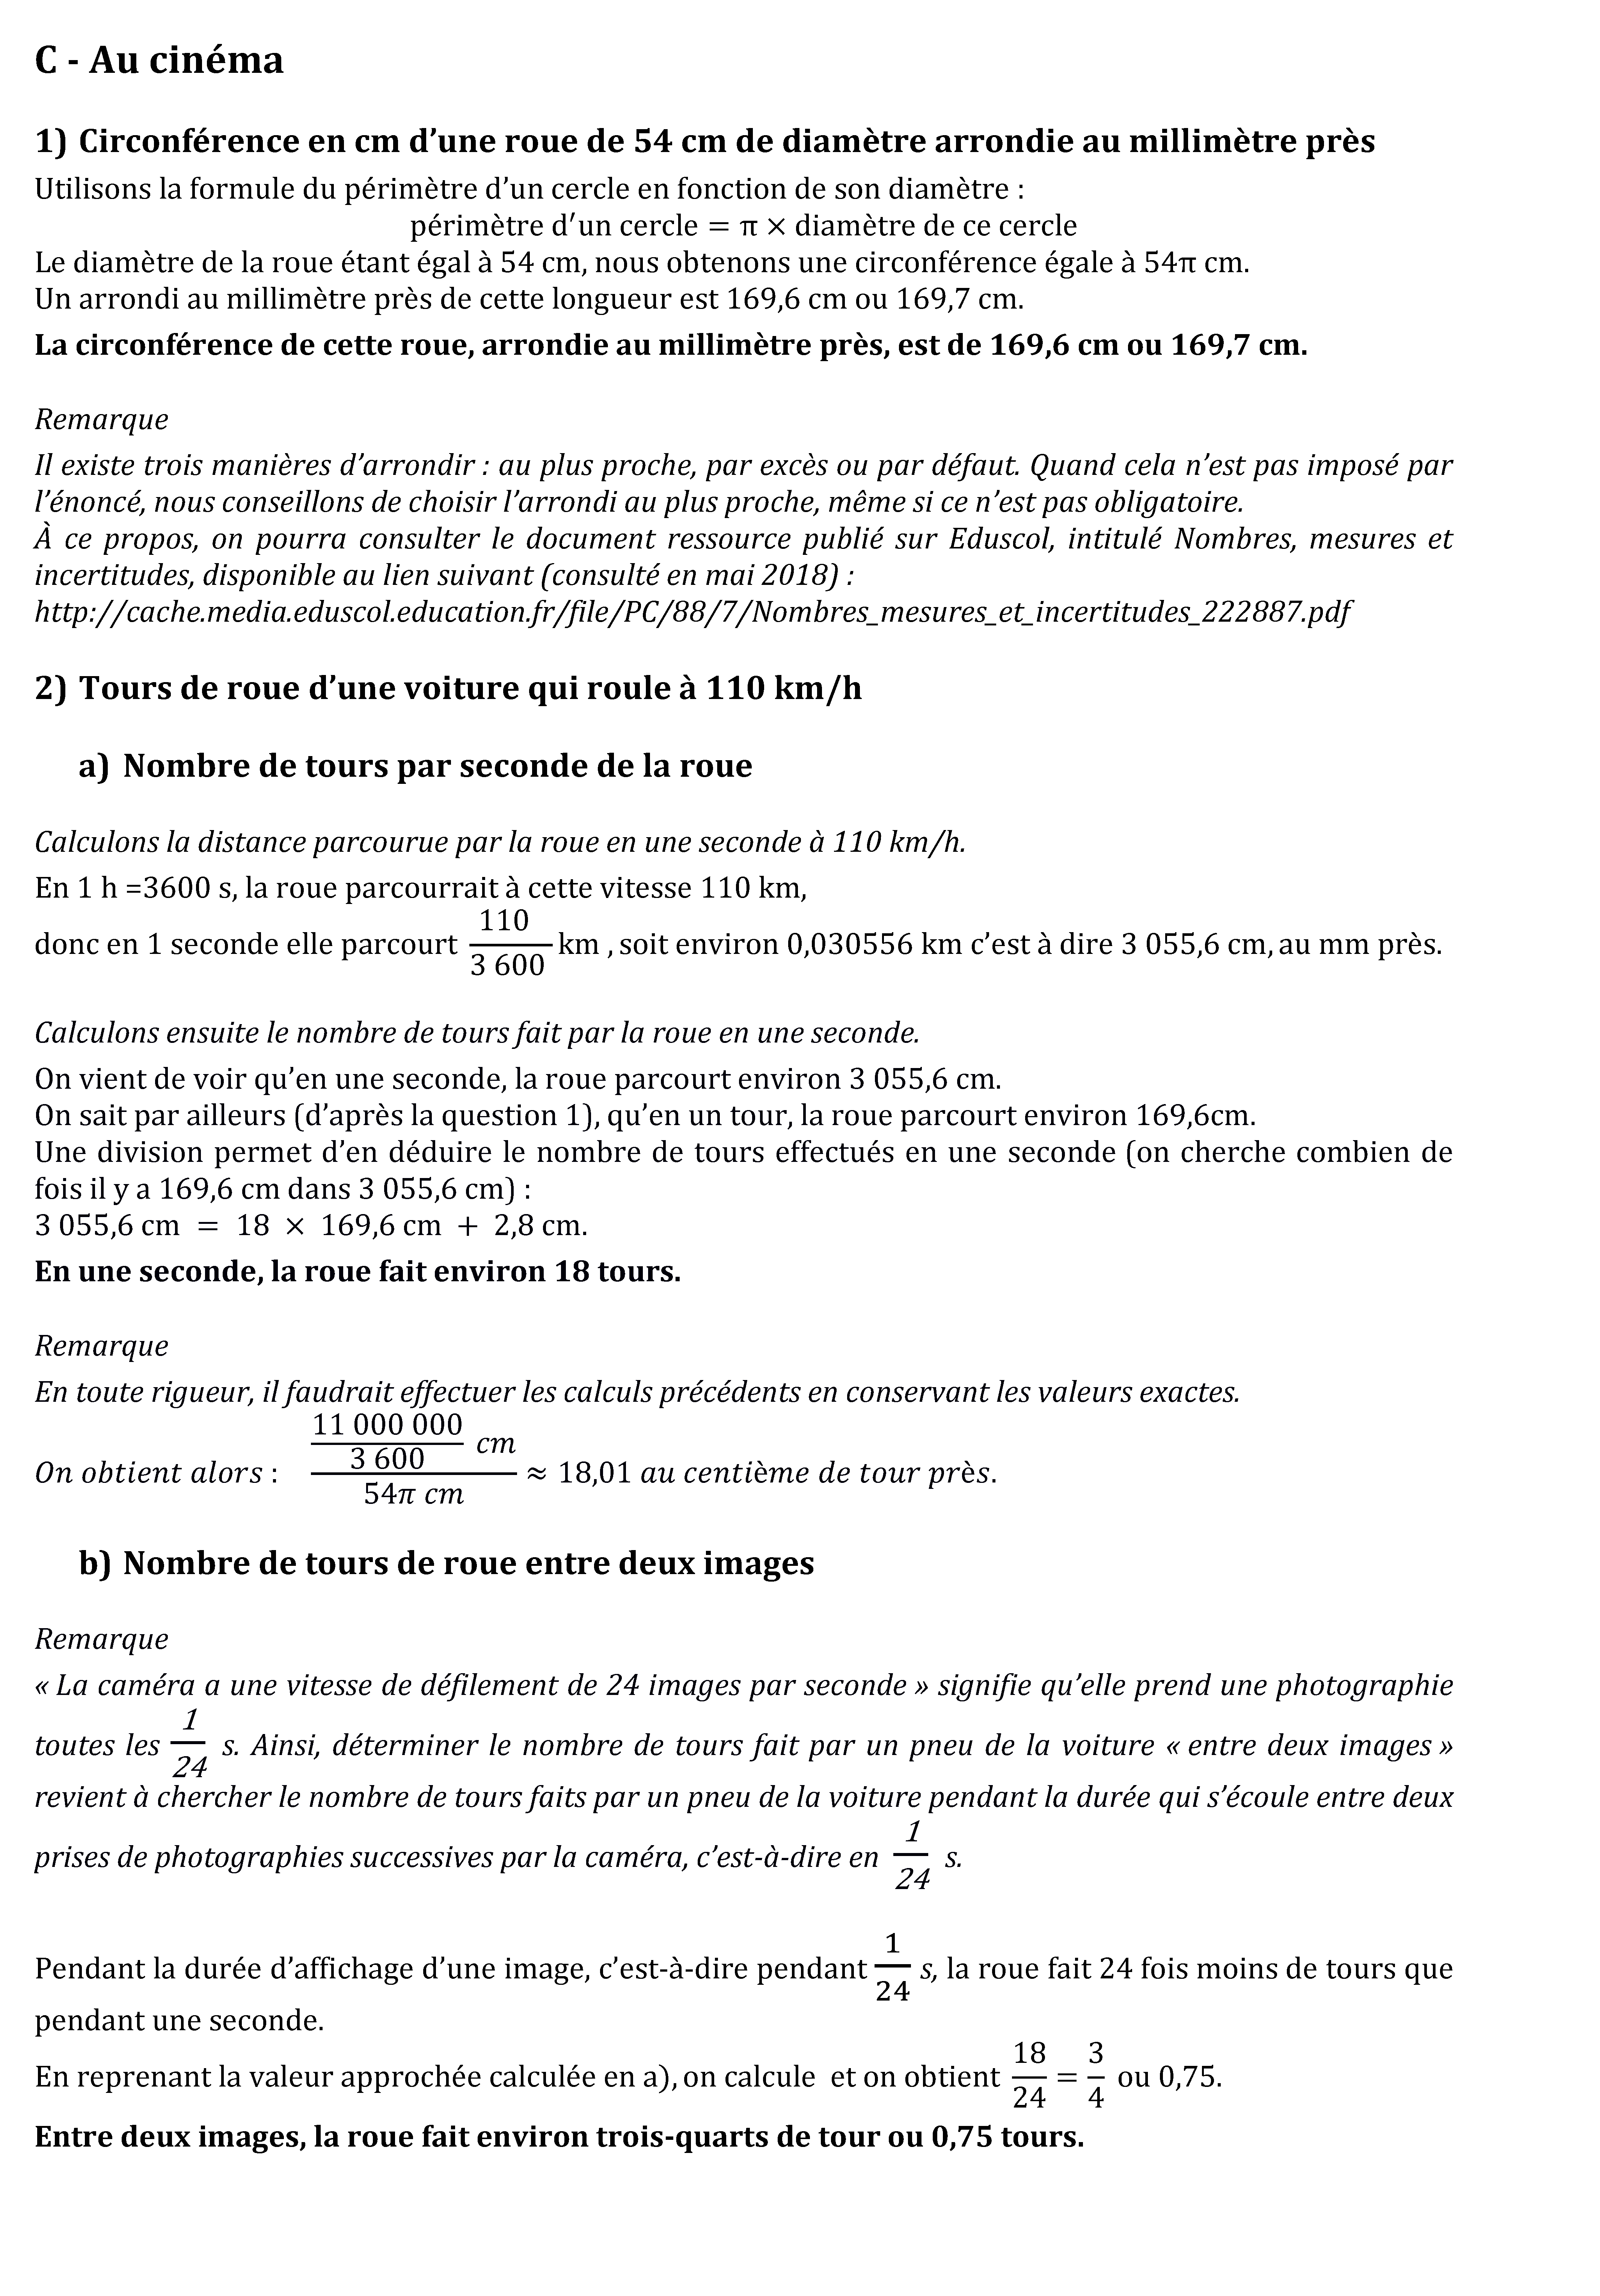 C - Au cinéma
1) Circonférence en cm d’une roue de 54 cm de diamètre arrondie au millimètre près
Utilisons la formule du périmètre d’un cercle en fonction de son diamètre :
périmètre d′un cercle = π × diamètre de ce cercle
Le diamètre de la roue étant égal à 54 cm, nous obtenons une circonférence égale à 54π cm.
Un arrondi au millimètre près de cette longueur est 169,6 cm ou 169,7 cm.
La circonférence de cette roue, arrondie au millimètre près, est de 169,6 cm ou 169,7 cm.
Remarque
Il existe trois manières d’arrondir : au plus proche, par excès ou par défaut. Quand cela n’est pas imposé par
l’énoncé, nous conseillons de choisir l’arrondi au plus proche, même si ce n’est pas obligatoire.
À ce propos, on pourra consulter le document ressource publié sur Eduscol, intitulé Nombres, mesures et
incertitudes, disponible au lien suivant (consulté en mai 2018) :
http://cache.media.eduscol.education.fr/file/PC/88/7/Nombres_mesures_et_incertitudes_222887.pdf
2) Tours de roue d’une voiture qui roule à 110 km/h
a) Nombre de tours par seconde de la roue
Calculons la distance parcourue par la roue en une seconde à 110 km/h.
En 1 h =3600 s, la roue parcourrait à cette vitesse 110 km,
donc en 1 seconde elle parcourt 110/3 600 km , soit environ 0,030556 km c’est à dire 3 055,6 cm, au mm près.
Calculons ensuite le nombre de tours fait par la roue en une seconde.
On vient de voir qu’en une seconde, la roue parcourt environ 3 055,6 cm.
On sait par ailleurs (d’après la question 1), qu’en un tour, la roue parcourt environ 169,6cm.
Une division permet d’en déduire le nombre de tours effectués en une seconde (on cherche combien de
fois il y a 169,6 cm dans 3 055,6 cm) :
3 055,6 cm = 18 × 169,6 cm + 2,8 cm.
En une seconde, la roue fait environ 18 tours.
Remarque
En toute rigueur, il faudrait effectuer les calculs précédents en conservant les valeurs exactes.
On obtient alors : (11 000 000/3 600 cm)/(54π cm) ≈ 18,01 au centième de tour près.
b) Nombre de tours de roue entre deux images
Remarque
« La caméra a une vitesse de défilement de 24 images par seconde » signifie qu’elle prend une photographie
toutes les 1/24 s. Ainsi, déterminer le nombre de tours fait par un pneu de la voiture « entre deux images »
revient à chercher le nombre de tours faits par un pneu de la voiture pendant la durée qui s’écoule entre deux
prises de photographies successives par la caméra, c’est-à-dire en 1/24 s.
Pendant la durée d’affichage d’une image, c’est-à-dire pendant 1/24 s, la roue fait 24 fois moins de tours que
pendant une seconde.
En reprenant la valeur approchée calculée en a), on calcule et on obtient 18/24 = 3/4 ou 0,75.
Entre deux images, la roue fait environ trois-quarts de tour ou 0,75 tours.